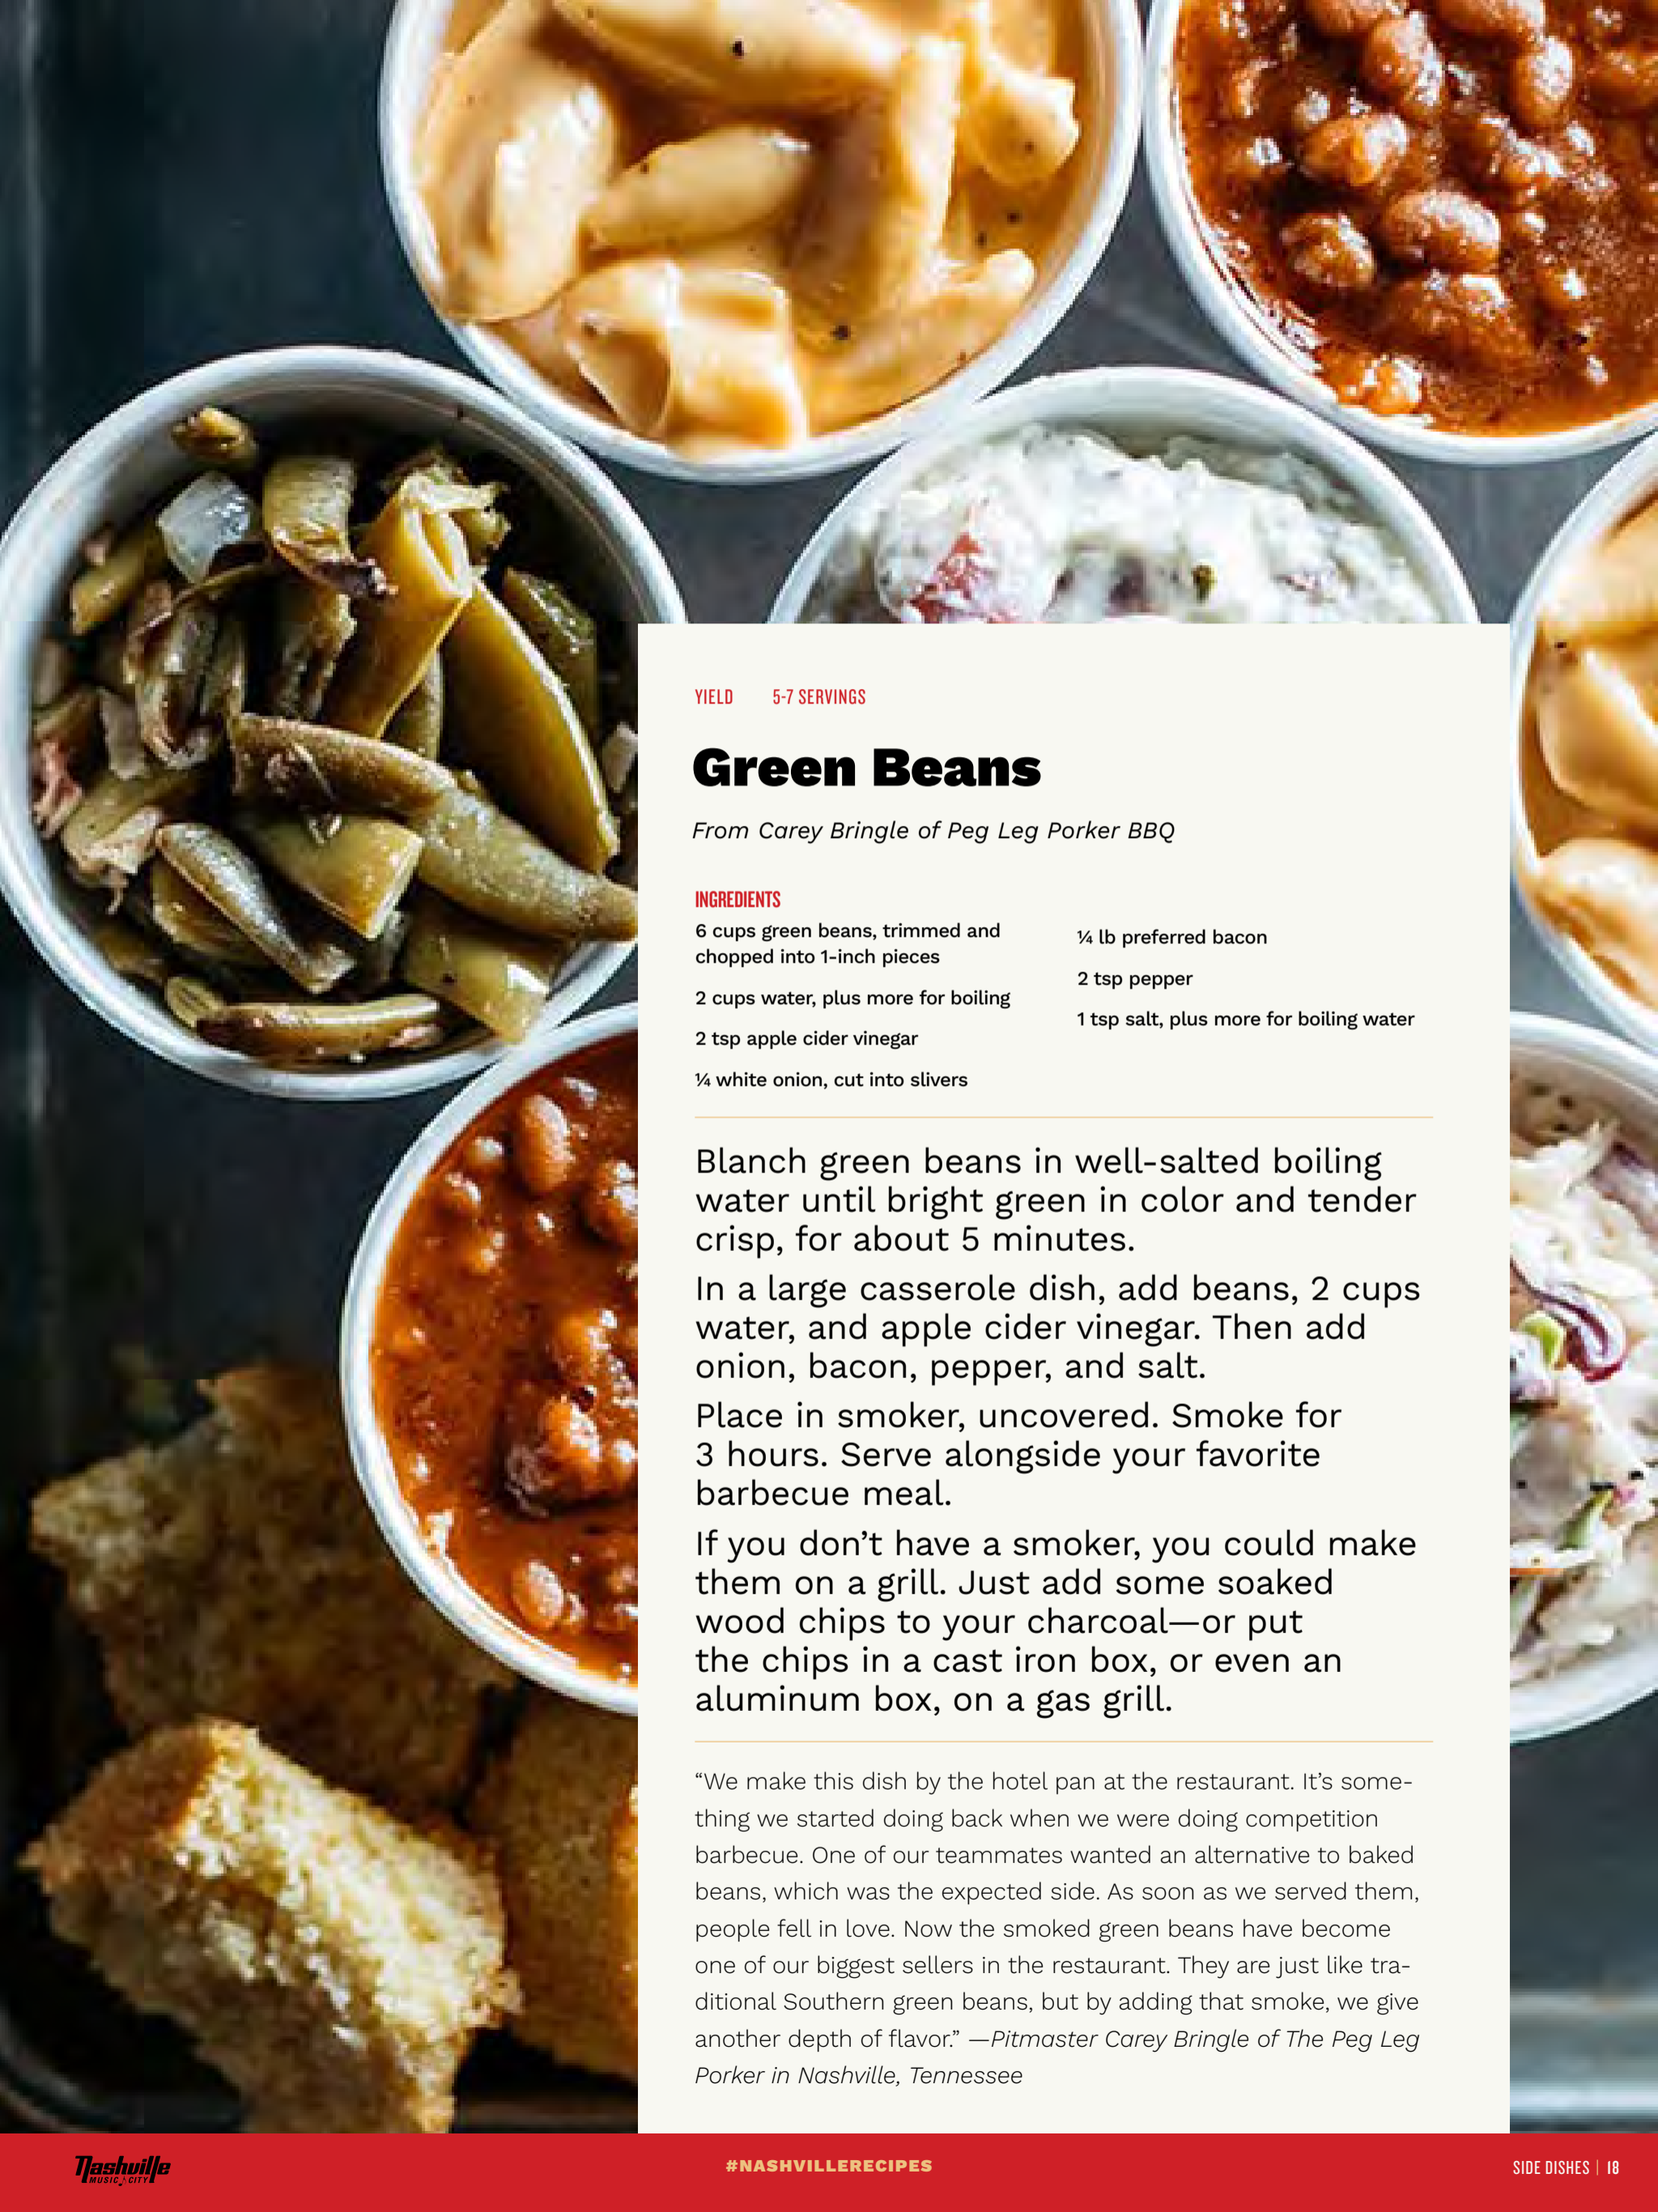 YIELD 5-7 SERVINGS
Green Beans
From Carey Bringle of Peg Leg Porker BBQ
INGREDIENTS
6 cups green beans, trimmed and
chopped into 1-inch pieces
2 cups water, plus more for boiling
2 tsp apple cider vinegar
¼ white onion, cut into slivers
¼ lb preferred bacon
2 tsp pepper
1 tsp salt, plus more for boiling water
Blanch green beans in well-salted boiling
water until bright green in color and tender
crisp, for about 5 minutes.
In a large casserole dish, add beans, 2 cups
water, and apple cider vinegar. Then add
onion, bacon, pepper, and salt.
Place in smoker, uncovered. Smoke for
3 hours. Serve alongside your favorite
barbecue meal.
If you don’t have a smoker, you could make
them on a grill. Just add some soaked
wood chips to your charcoal—or put
the chips in a cast iron box, or even an
aluminum box, on a gas grill.
“We make this dish by the hotel pan at the restaurant. It’s some-
thing we started doing back when we were doing competition
barbecue. One of our teammates wanted an alternative to baked
beans, which was the expected side. As soon as we served them,
people fell in love. Now the smoked green beans have become
one of our biggest sellers in the restaurant. They are just like tra-
ditional Southern green beans, but by adding that smoke, we give
another depth of flavor.” —Pitmaster Carey Bringle of The Peg Leg
Porker in Nashville, Tennessee
Nashville
MUSIC CITY
#NASHVILLERECIPES
SIDE DISHES | 18